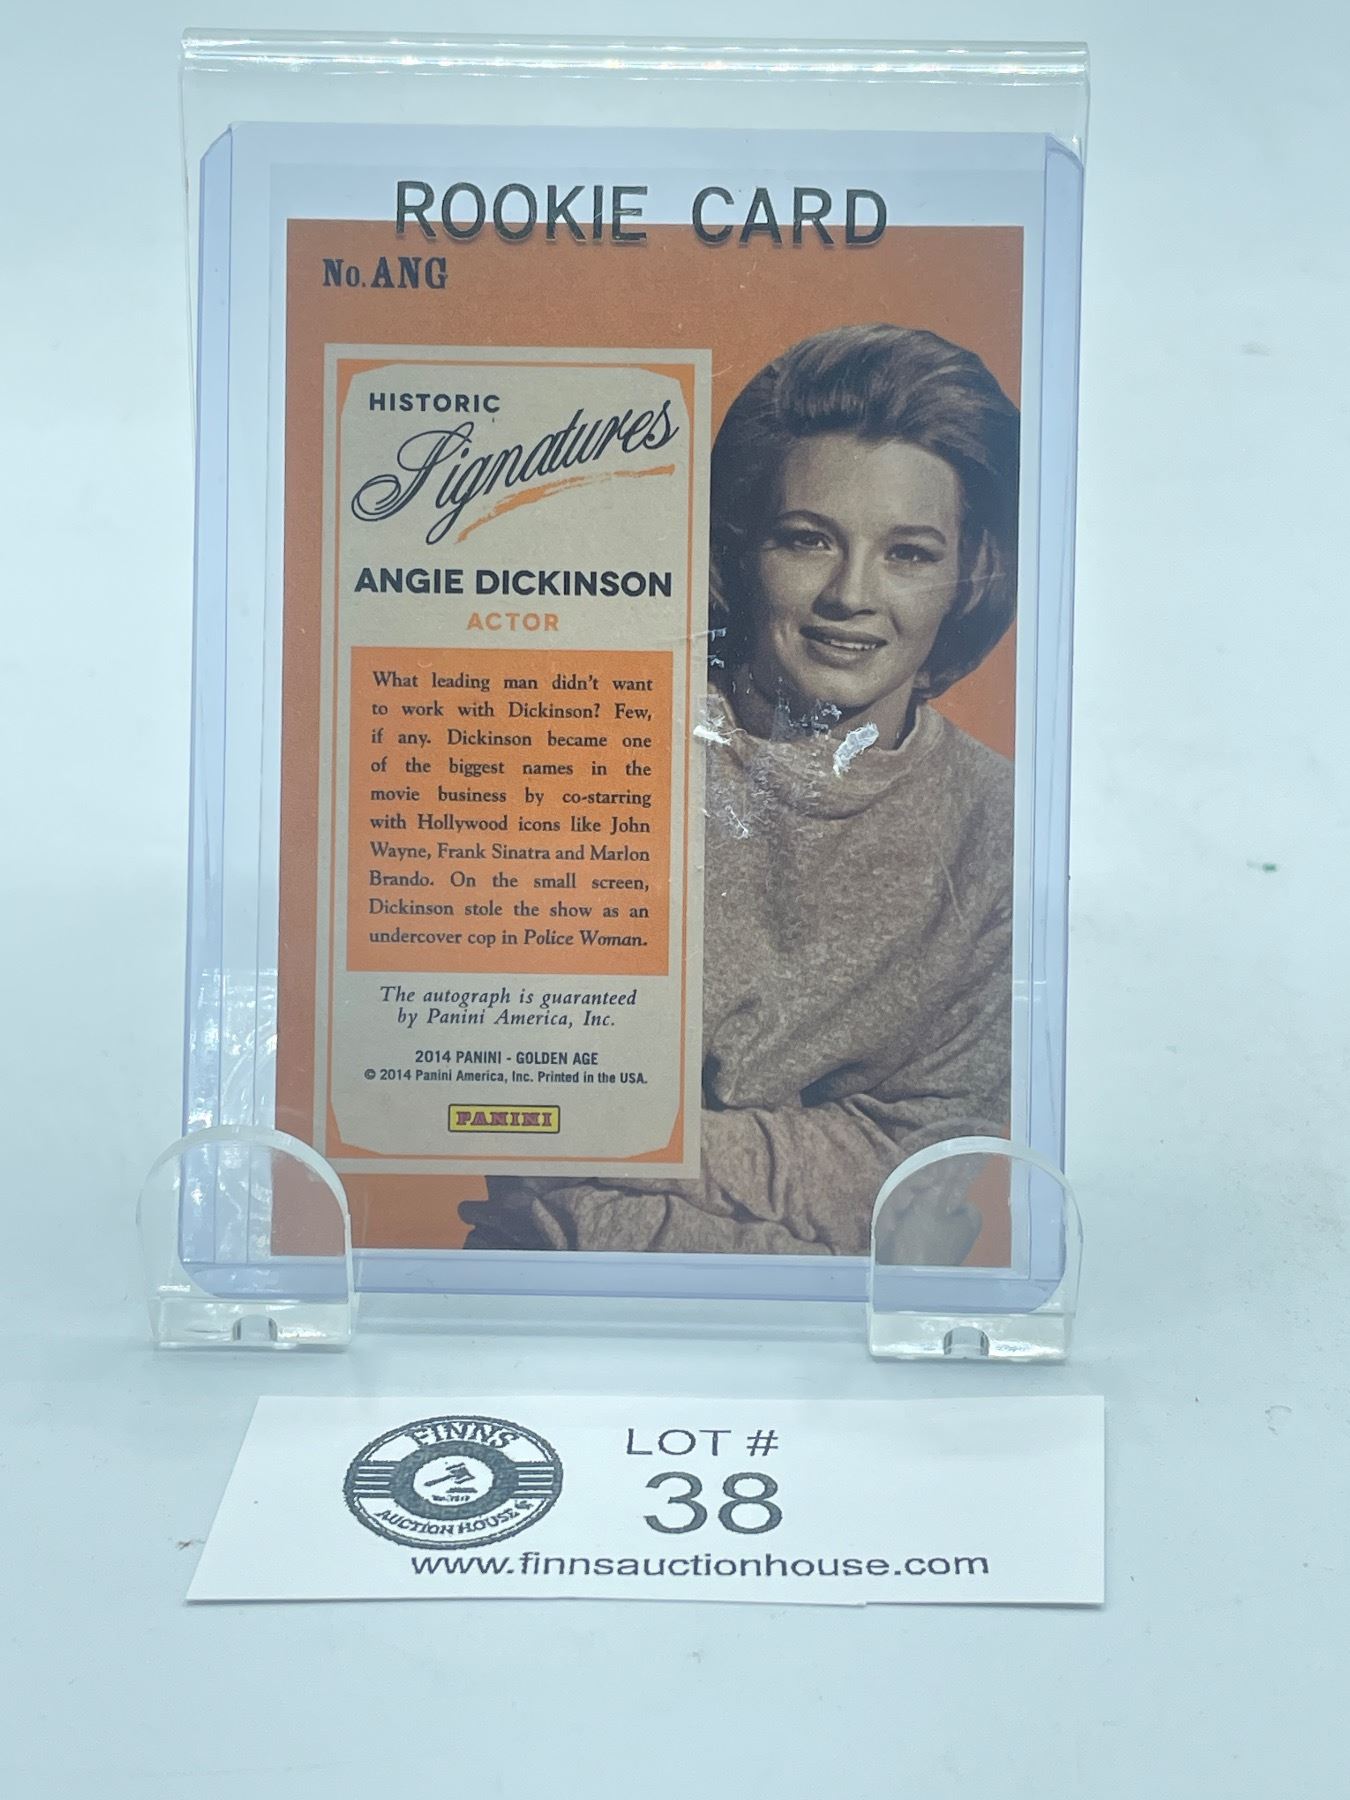 ROOKIE CARD
No. ANG
HISTORIC
Signatures
ANGIE DICKINSON
ACTOR
What leading man didn't want
to work with Dickinson? Few,
if any. Dickinson became one
of the biggest names in the
movie business by co-starring
with Hollywood icons like John
Wayne, Frank Sinatra and Marlon
Brando. On the small screen,
Dickinson stole the show as an
undercover cop in Police Woman.
The autograph is guaranteed
by Panini America, Inc.
2014 PANINI - GOLDEN AGE
© 2014 Panini America, Inc. Printed in the USA.
PANINI
FINNS
AUCTION HOUSE
LOT #
38
www.finnsauctionhouse.com